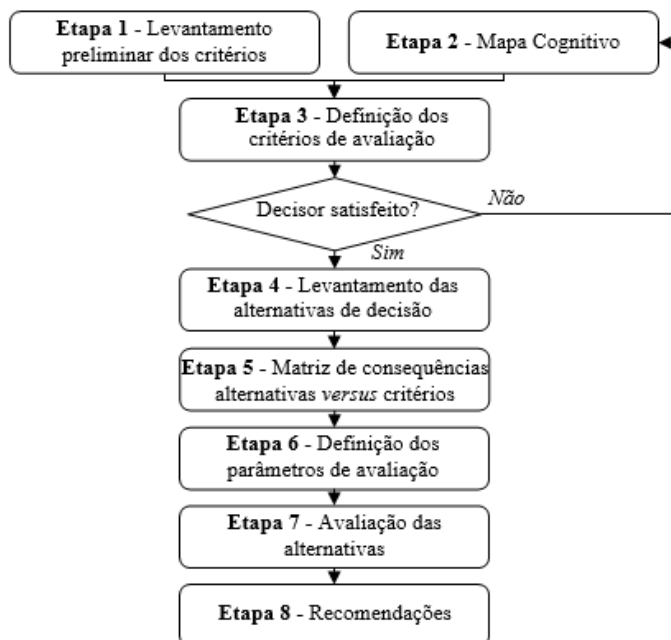 Etapa 1 - Levantamento
preliminar dos critérios
Etapa 2 - Mapa Cognitivo
Etapa 3 - Definição dos
critérios de avaliação
Decisor satisfeito?
Não
Sim
Etapa 4 - Levantamento das
alternativas de decisão
Etapa 5 - Matriz de consequências
alternativas versus critérios
Etapa 6 - Definição dos
parâmetros de avaliação
Etapa 7 - Avaliação das
alternativas
Etapa 8 - Recomendações